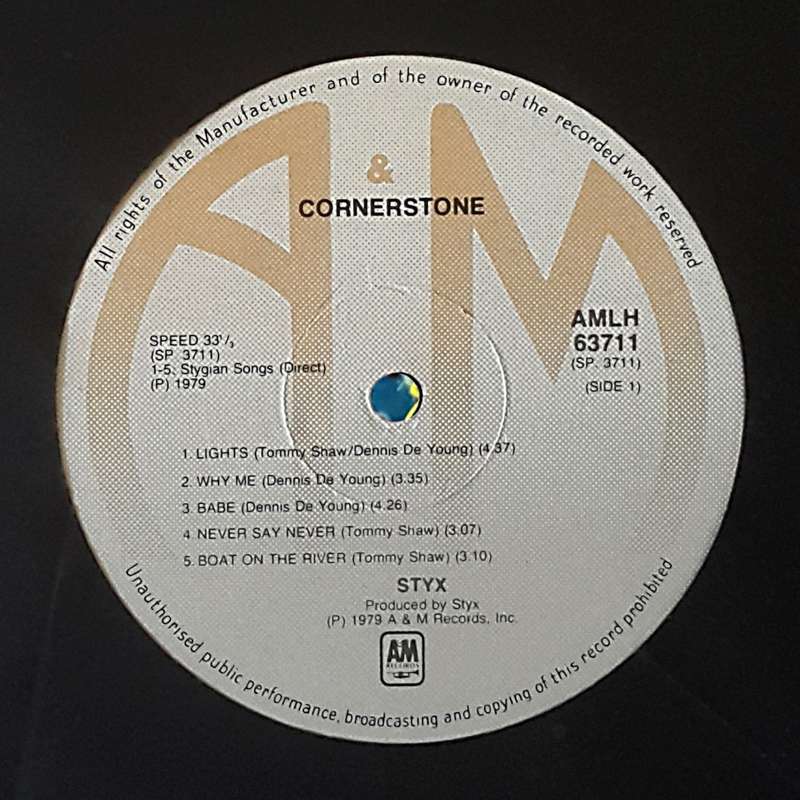 All rights of the Manufacturer and of the owner of the recorded work reserved
A & M
CORNERSTONE
SPEED 33¹/₃
(SP. 3711)
1-5: Stygian Songs (Direct)
(P) 1979
AMLH
63711
(SP. 3711)
(SIDE 1)
1. LIGHTS (Tommy Shaw/Dennis De Young) (4.37)
2. WHY ME (Dennis De Young) (3.35)
3. BABE (Dennis De Young) (4.26)
4. NEVER SAY NEVER (Tommy Shaw) (3.07)
5. BOAT ON THE RIVER (Tommy Shaw) (3.10)
STYX
Produced by Styx
(P) 1979 A & M Records, Inc.
AM
RECORDS
Unauthorised public performance, broadcasting and copying of this record prohibited